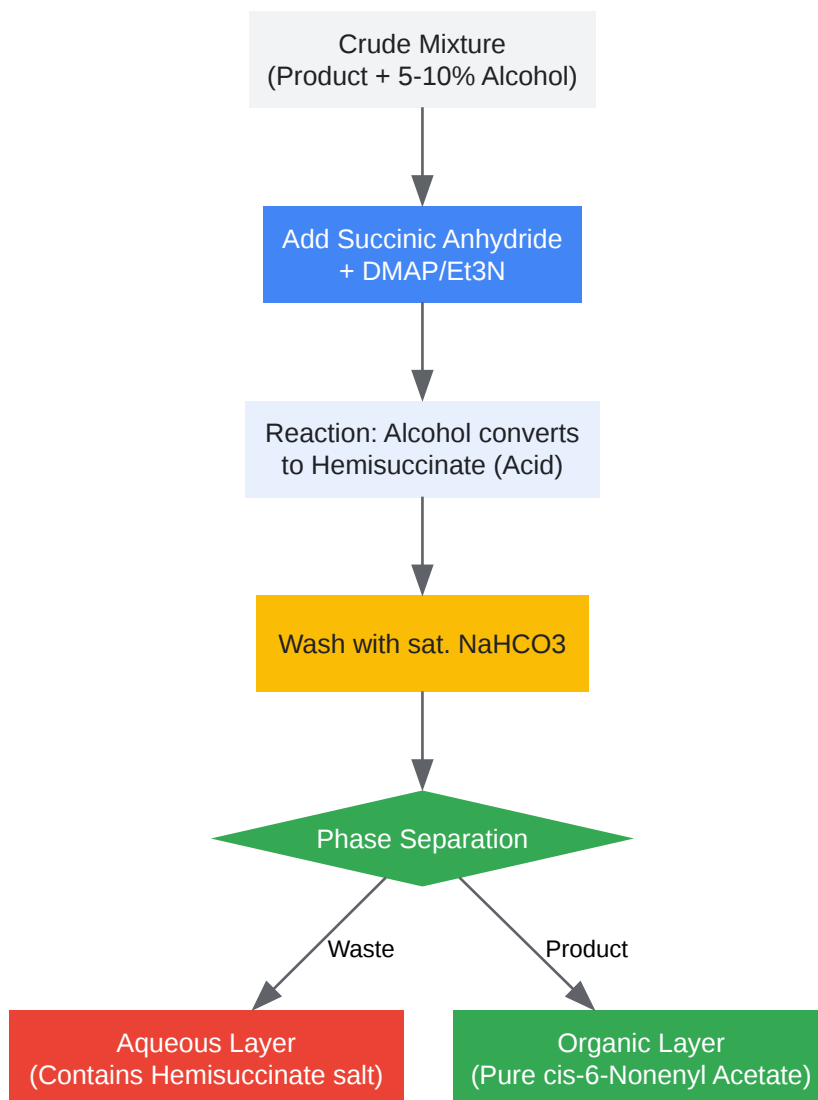 Crude Mixture
(Product + 5-10% Alcohol)
Add Succinic Anhydride
+ DMAP/Et3N
Reaction: Alcohol converts
to Hemisuccinate (Acid)
Wash with sat. NaHCO3
Phase Separation
Waste
Product
Aqueous Layer
(Contains Hemisuccinate salt)
Organic Layer
(Pure cis-6-Nonenyl Acetate)